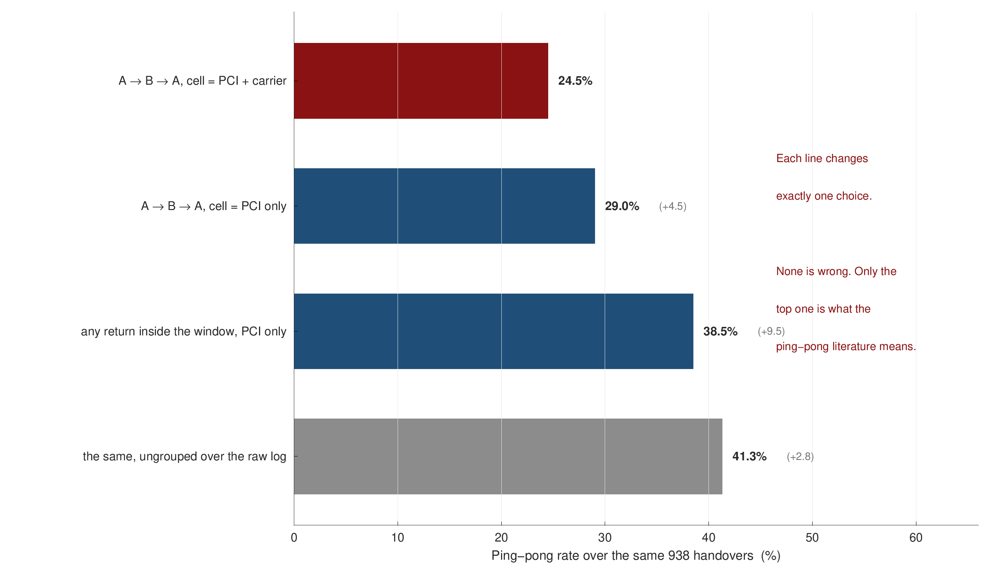 A → B → A, cell = PCI + carrier
24.5%
Each line changes
exactly one choice.
A → B → A, cell = PCI only
29.0%
(+4.5)
None is wrong. Only the
top one is what the
ping–pong literature means.
any return inside the window, PCI only
38.5%
(+9.5)
the same, ungrouped over the raw log
41.3%
(+2.8)
0 10 20 30 40 50 60
Ping–pong rate over the same 938 handovers (%)